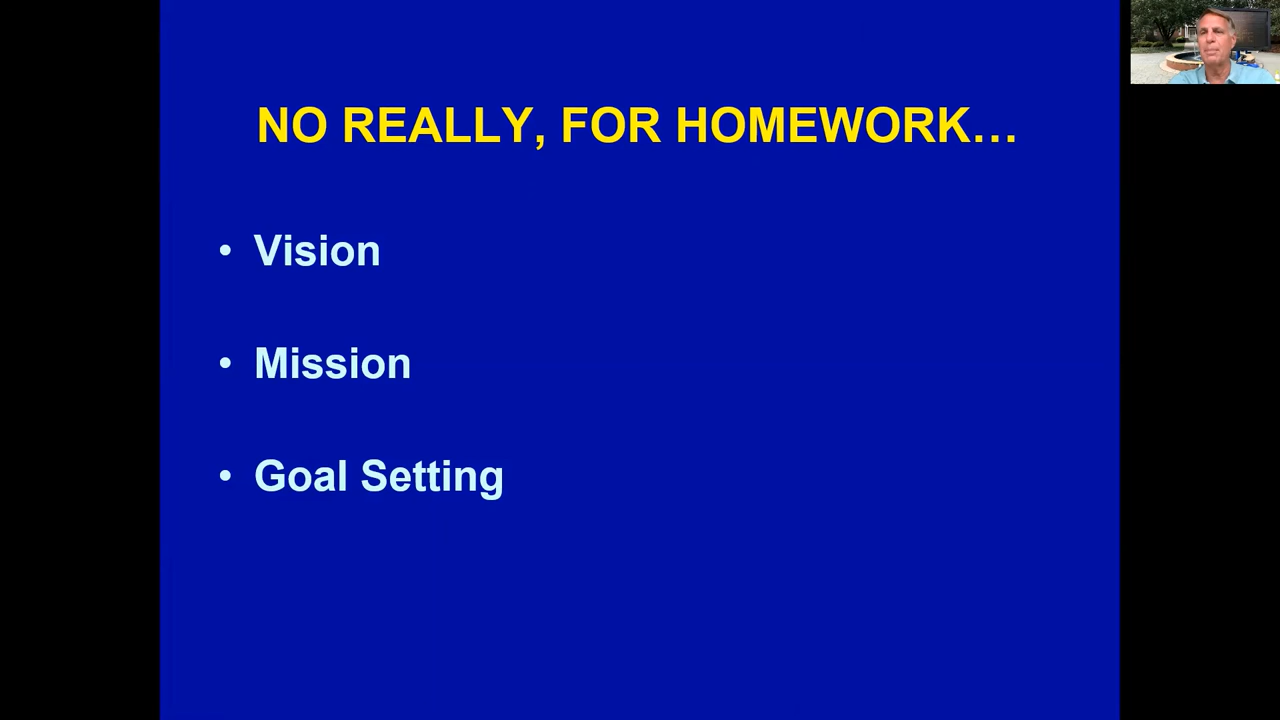 NO REALLY, FOR HOMEWORK…
• Vision
• Mission
• Goal Setting